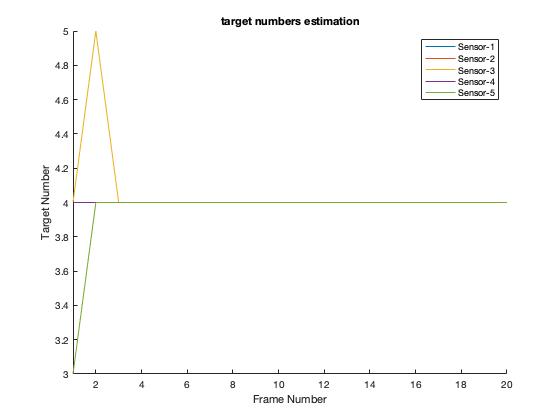 target numbers estimation
Sensor-1
Sensor-2
Sensor-3
Sensor-4
Sensor-5
5
4.8
4.6
4.4
4.2
4
3.8
3.6
3.4
3.2
3
Target Number
2 4 6 8 10 12 14 16 18 20
Frame Number